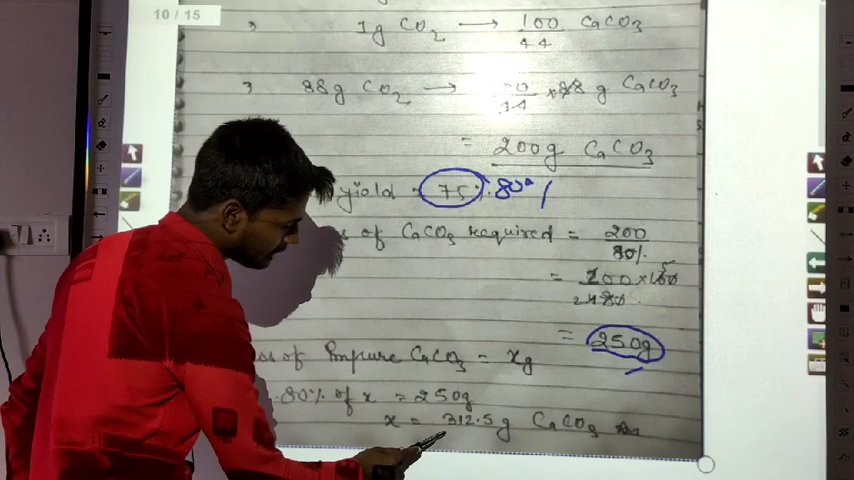 10 / 15
, 1g CO₂ ⟶ 100/44 CaCO₃
, 88g CO₂ → /44 × 88 g CaCO₃
= 200g CaCO₃
yield = 75%. 80%
of CaCO₃ required = 200/80%
= 200×100/80
= 250g
of Impure CaCO₃ = xg
80% of x = 250g
x = 312.5g CaCO₃